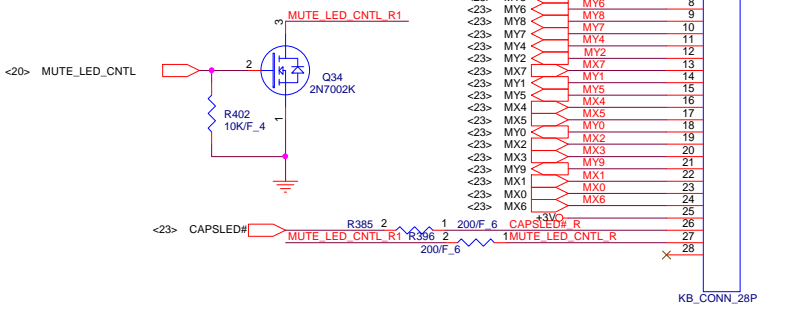 MUTE_LED_CNTL_R1
3
<20> MUTE_LED_CNTL
2
Q34
2N7002K
1
R402
10K/F_4
MY6 8
<23> MY6 MY8 9
<23> MY8 MY7 10
<23> MY7 MY4 11
<23> MY4 MY2 12
<23> MY2 MX7 13
<23> MX7 MY1 14
<23> MY1 MY5 15
<23> MY5 MX4 16
<23> MX4 MX5 17
<23> MX5 MY0 18
<23> MY0 MX2 19
<23> MX2 MX3 20
<23> MX3 MY9 21
<23> MY9 MX1 22
<23> MX1 MX0 23
<23> MX0 MX6 24
<23> MX6
+3V 25
<23> CAPSLED# R385 2 1 200/F_6 CAPSLED#_R 26
MUTE_LED_CNTL_R1 R396 2 1 MUTE_LED_CNTL_R 27
200/F_6
28
KB_CONN_28P